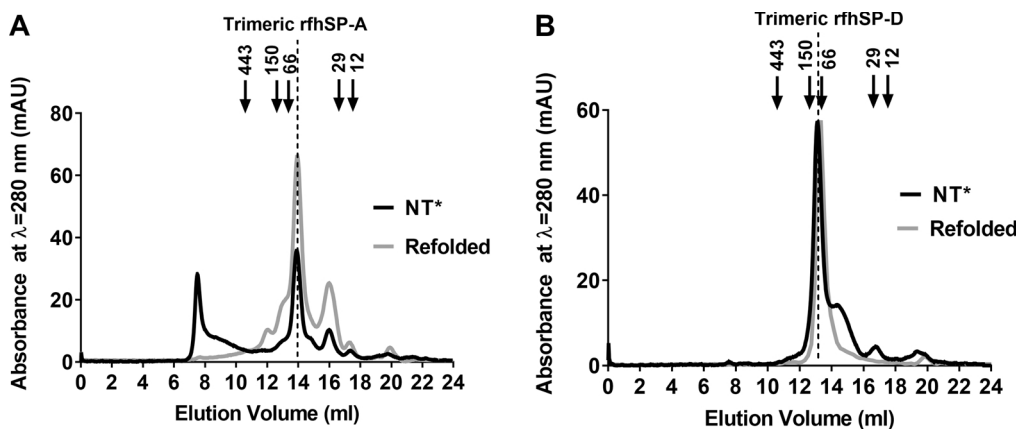 A
Trimeric rfhSP-A
443
150
66
29
12
80
60
40
20
0
0 2 4 6 8 10 12 14 16 18 20 22 24
Absorbance at λ=280 nm (mAU)
Elution Volume (ml)
NT*
Refolded
B
Trimeric rfhSP-D
443
150
66
29
12
60
40
20
0
0 2 4 6 8 10 12 14 16 18 20 22 24
Absorbance at λ=280 nm (mAU)
Elution Volume (ml)
NT*
Refolded